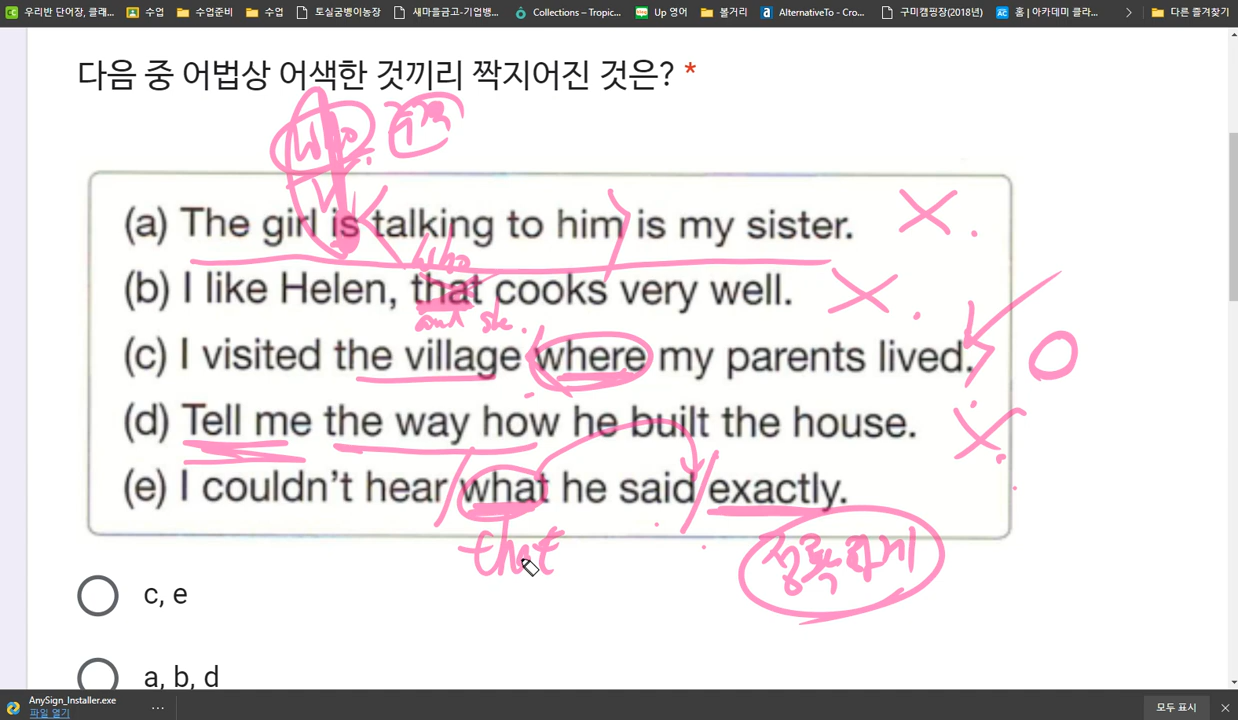 우리반 단어장, 클래... 수업 수업준비 수업 토실굼벵이농장 새마을금고-기업뱅... Collections – Tropic... Up 영어 볼거리 AlternativeTo - Cro... 구미캠핑장(2018년) 홈 | 아카데미 클라... 다른 즐겨찾기
다음 중 어법상 어색한 것끼리 짝지어진 것은? *
who
(a) The girl is talking to him is my sister.
who
(b) I like Helen, that cooks very well.
and she.
(c) I visited the village where my parents lived.
(d) Tell me the way how he built the house.
(e) I couldn't hear what he said exactly.
that 정확하게
c, e
a, b, d
AnySign_Installer.exe
파일 열기
모두 표시